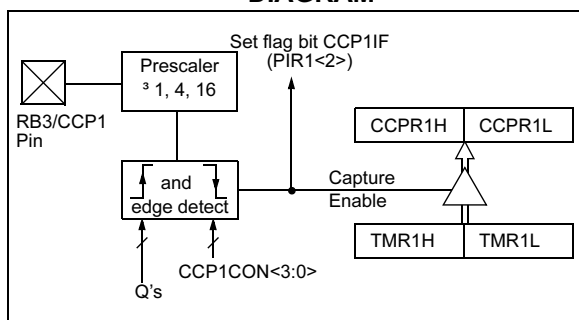 DIAGRAM
Set flag bit CCP1IF
(PIR1<2>)
Prescaler
³ 1, 4, 16
RB3/CCP1
Pin
CCPR1H CCPR1L
and
edge detect
Capture
Enable
TMR1H TMR1L
CCP1CON<3:0>
Q's